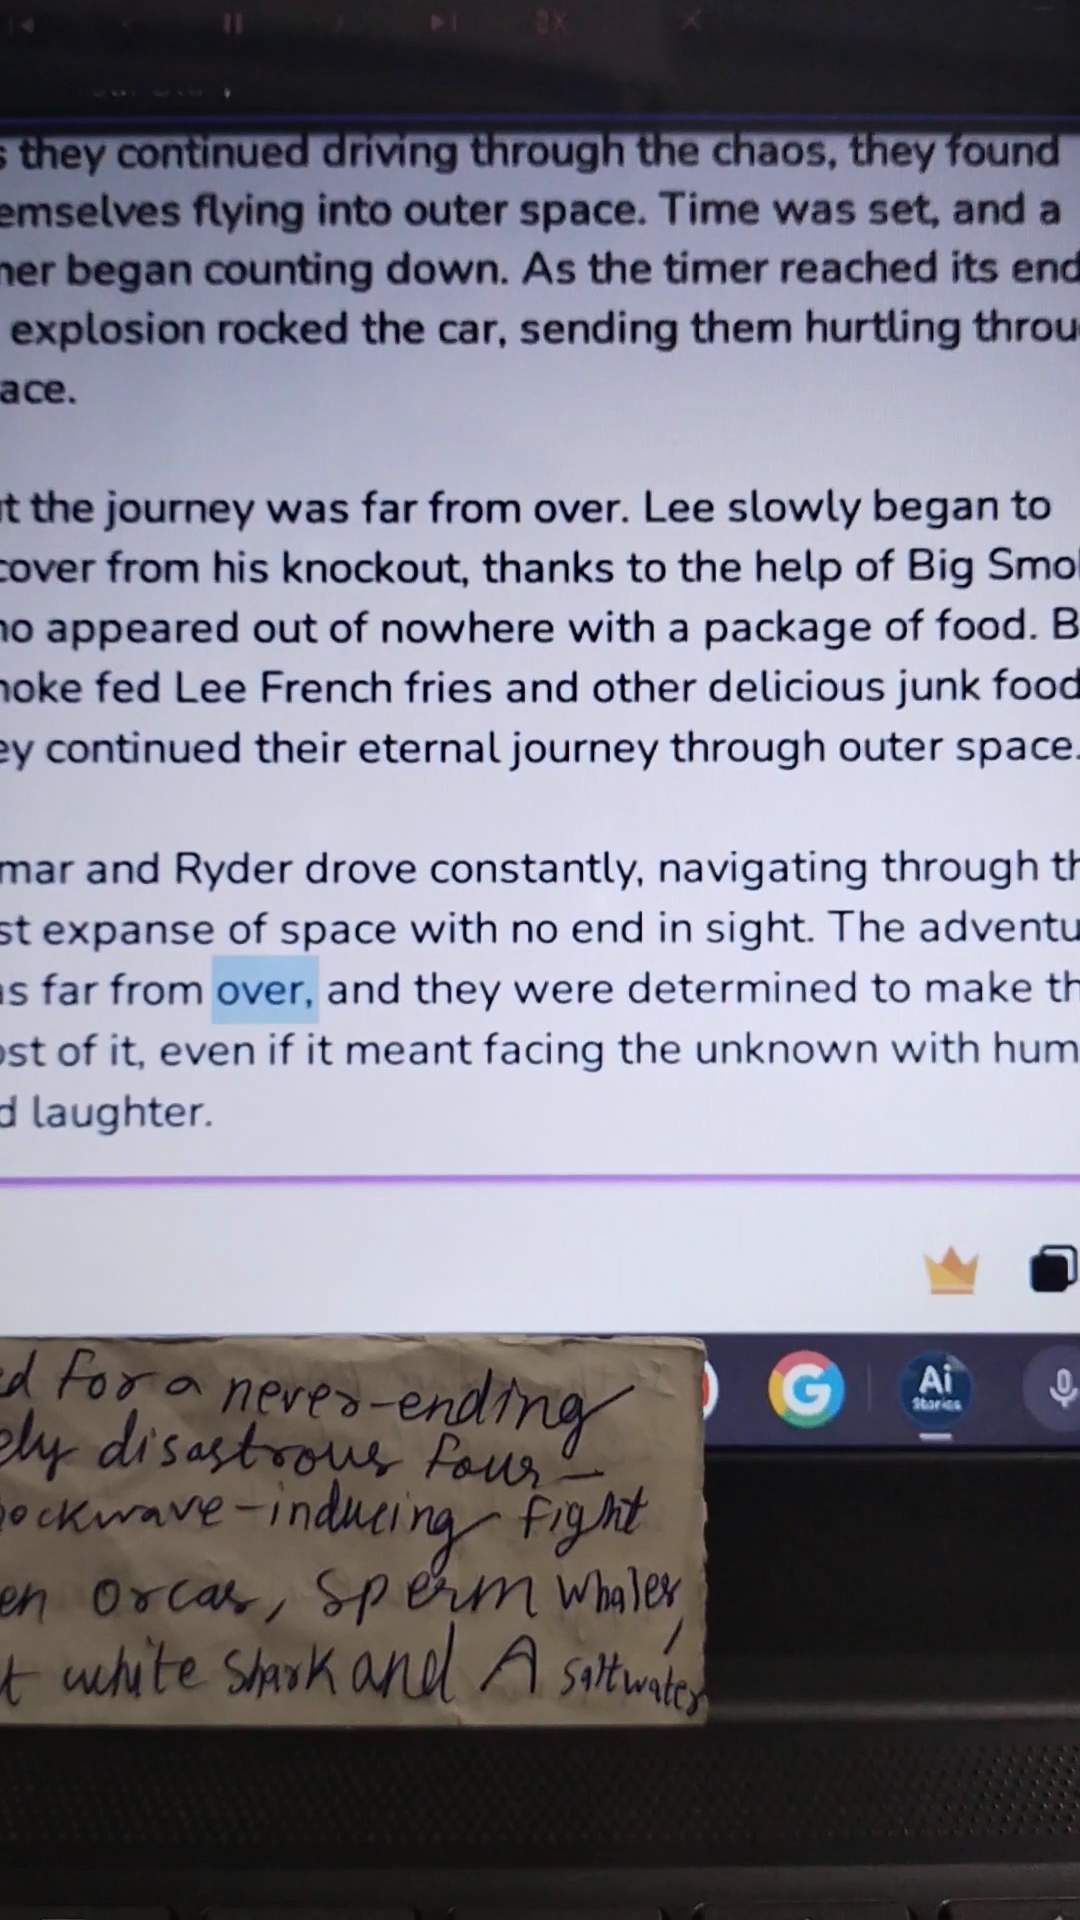 2X
s they continued driving through the chaos, they found
emselves flying into outer space. Time was set, and a
ner began counting down. As the timer reached its end
explosion rocked the car, sending them hurtling throu
ace.
t the journey was far from over. Lee slowly began to
cover from his knockout, thanks to the help of Big Smo
no appeared out of nowhere with a package of food. B
noke fed Lee French fries and other delicious junk food
ey continued their eternal journey through outer space.
mar and Ryder drove constantly, navigating through th
st expanse of space with no end in sight. The adventu
as far from over, and they were determined to make th
ost of it, even if it meant facing the unknown with hum
d laughter.
G
Ai
Stories
d for a never-ending
ely disastrous four-
hockwave-inducing fight
en orcas, sperm whales,
t white shark and A saltwater